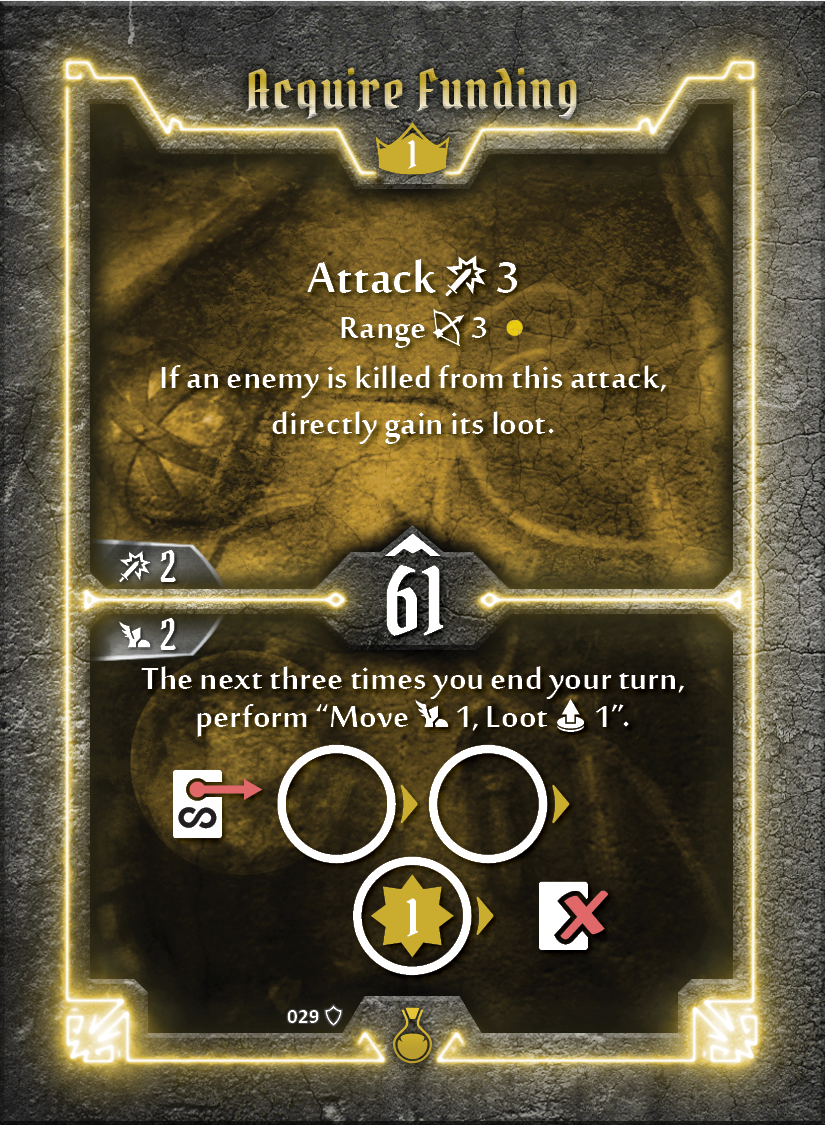 Acquire Funding
1
Attack 3
Range 3
If an enemy is killed from this attack,
directly gain its loot.
2
61
2
The next three times you end your turn,
perform “Move 1, Loot 1”.
S
1
029